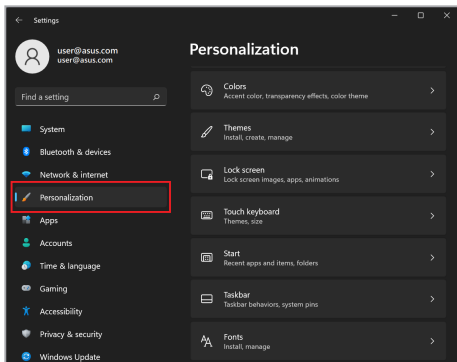 Settings
user@asus.com
user@asus.com
Find a setting
System
Bluetooth & devices
Network & internet
Personalization
Apps
Accounts
Time & language
Gaming
Accessibility
Privacy & security
Windows Update
Personalization
Colors
Accent color, transparency effects, color theme
Themes
Install, create, manage
Lock screen
Lock screen images, apps, animations
Touch keyboard
Themes, size
Start
Recent apps and items, folders
Taskbar
Taskbar behaviors, system pins
Fonts
Install, manage